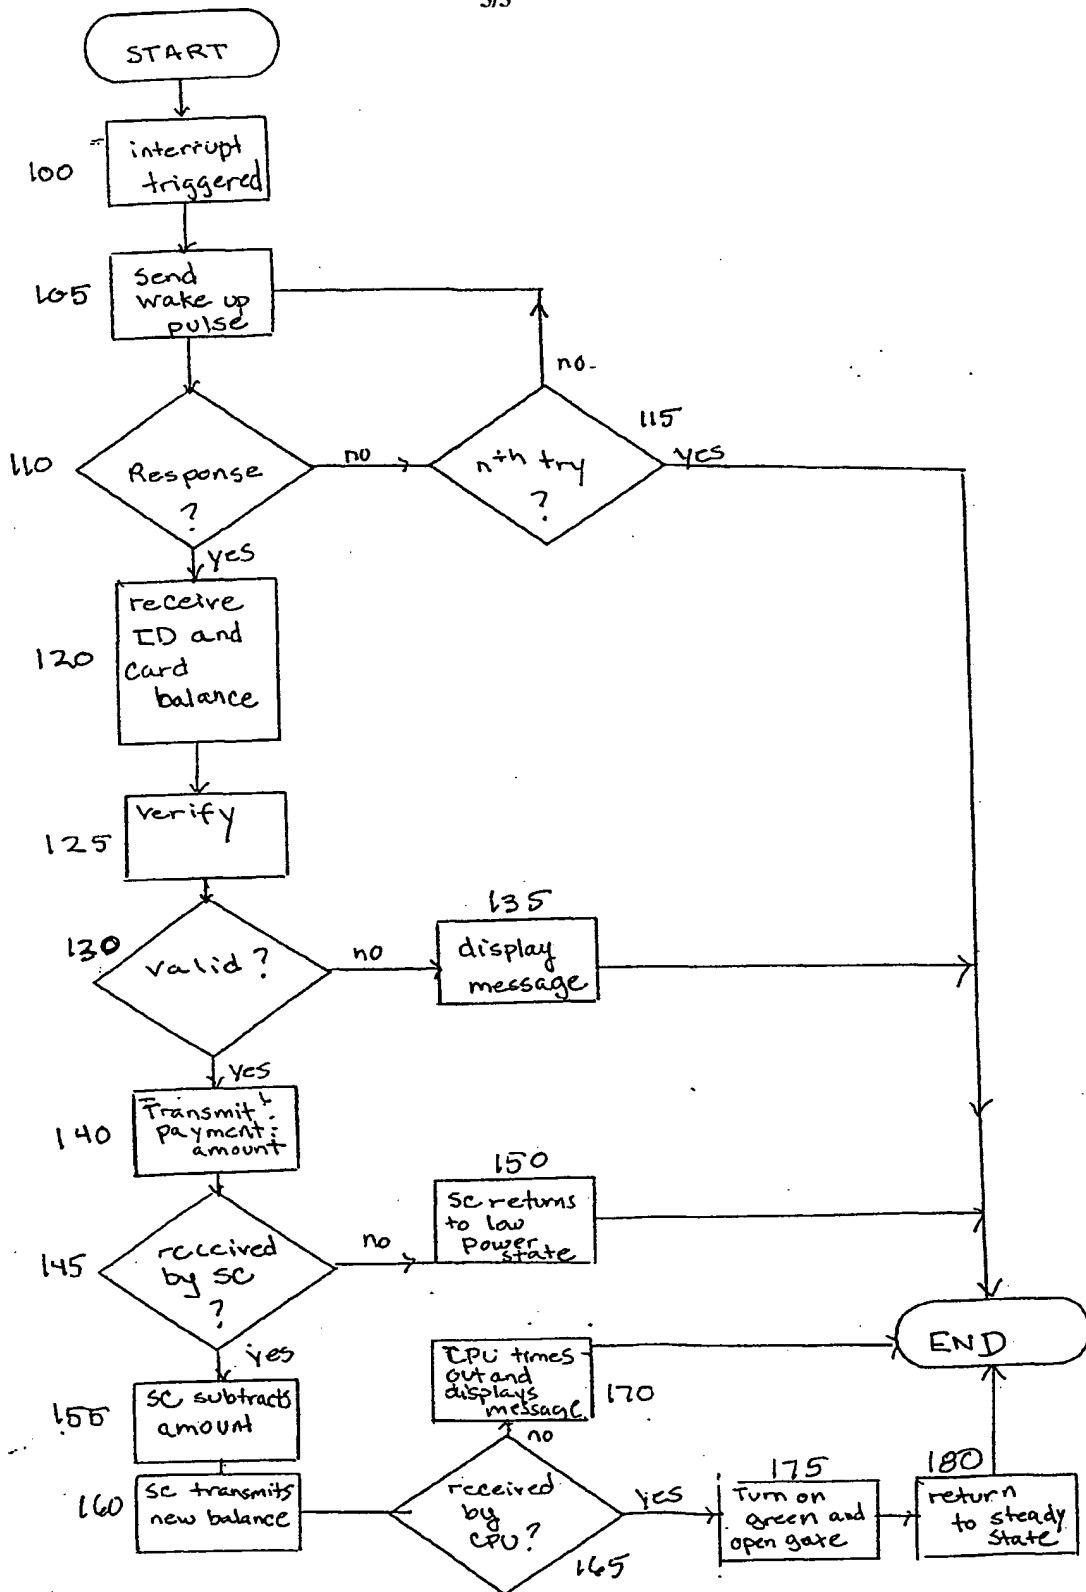 START
100
interrupt
triggered
105
send
wake up
pulse
no
115
110
Response
?
no
nth try
?
yes
yes
120
receive
ID and
card
balance
125
verify
130
valid?
no
135
display
message
yes
140
Transmit
payment
amount
145
received
by SC
?
no
150
SC returns
to low
power
state
yes
155
SC subtracts
amount
160
SC transmits
new balance
received
by
CPU?
165
no
CPU times
out and
displays
message
170
yes
175
Turn on
green and
open gate
180
return
to steady
state
END